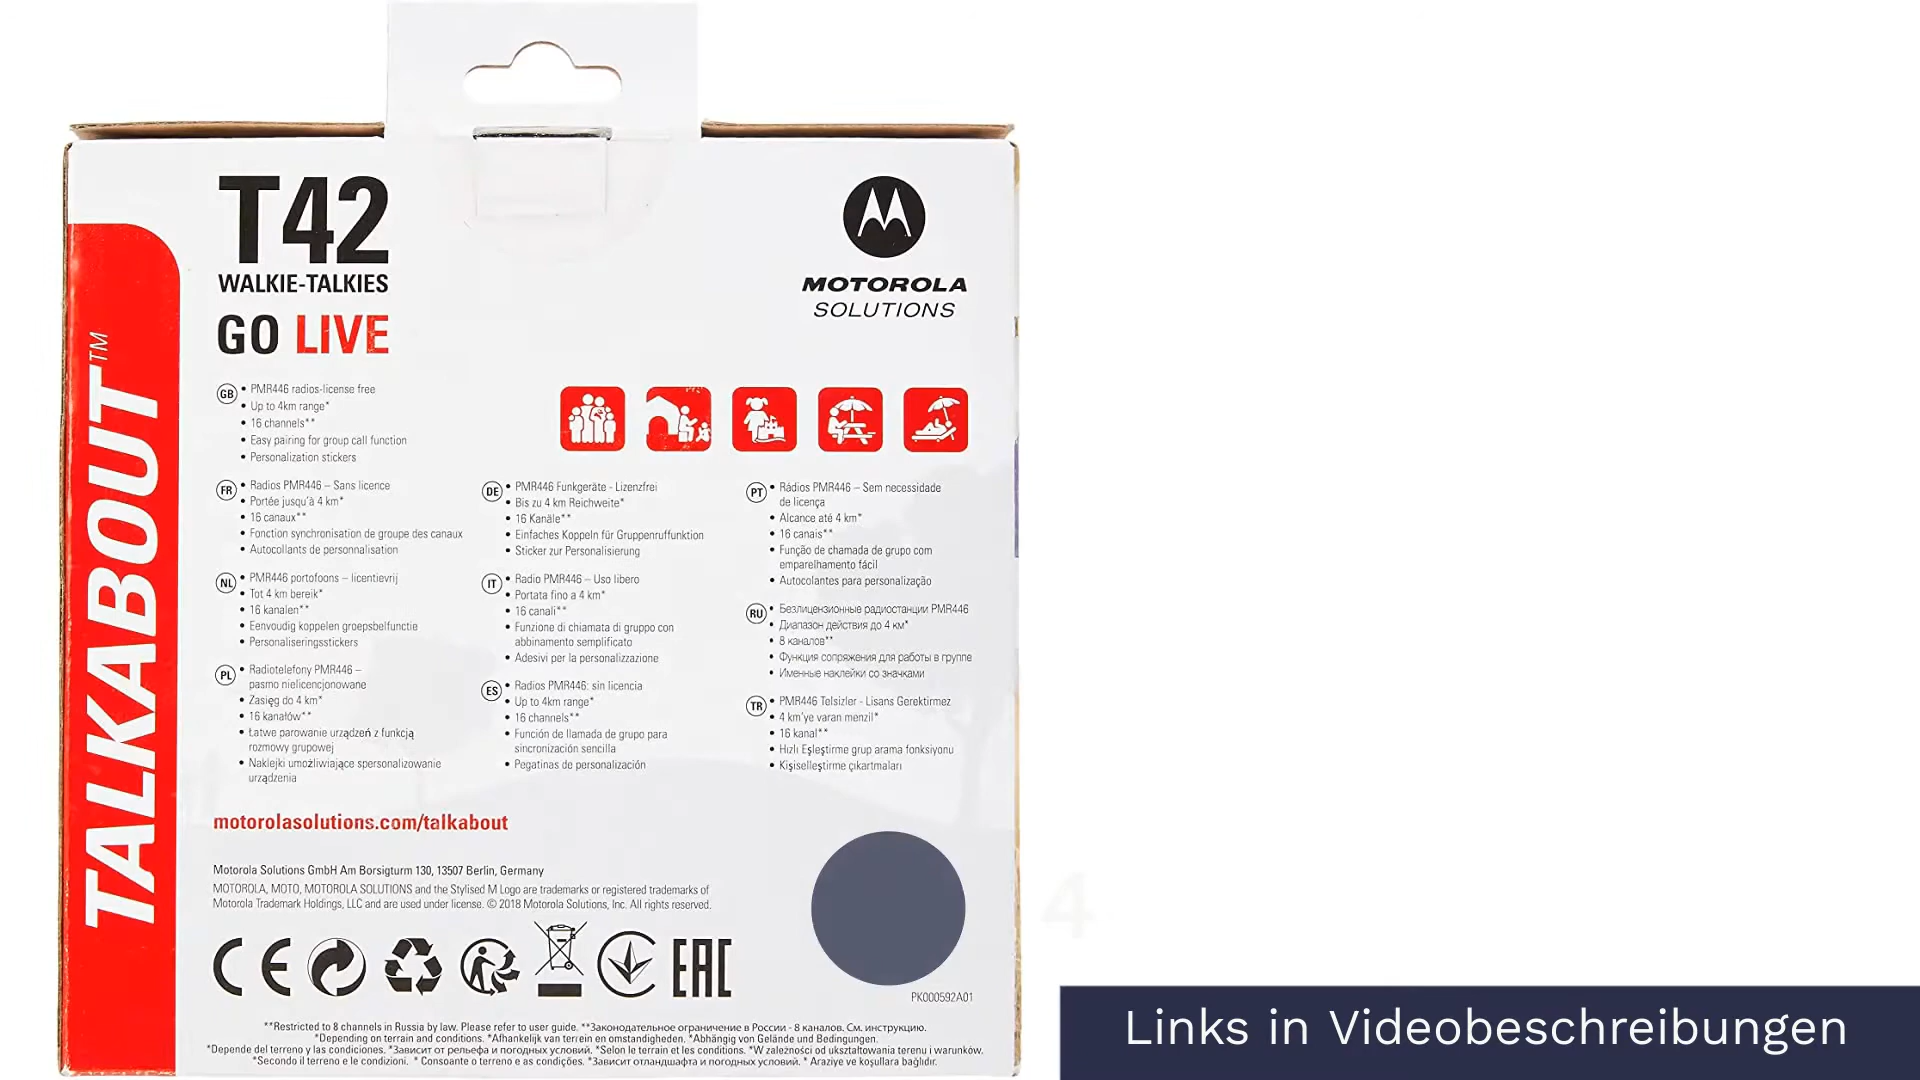 T42
WALKIE-TALKIES
GO LIVE
MOTOROLA
SOLUTIONS
TALKABOUT™
GB
• PMR446 radios-license free
• Up to 4km range*
• 16 channels**
• Easy pairing for group call function
• Personalization stickers
FR
• Radios PMR446 – Sans licence
• Portée jusqu'à 4 km*
• 16 canaux**
• Fonction synchronisation de groupe des canaux
• Autocollants de personnalisation
NL
• PMR446 portofoons – licentievrij
• Tot 4 km bereik*
• 16 kanalen**
• Eenvoudig koppelen groepsbelfunctie
• Personaliseringsstickers
PL
• Radiotelefony PMR446 –
pasmo nielicencjonowane
• Zasięg do 4 km*
• 16 kanałów**
• Łatwe parowanie urządzeń z funkcją
rozmowy grupowej
• Naklejki umożliwiające spersonalizowanie
urządzenia
DE
• PMR446 Funkgeräte - Lizenzfrei
• Bis zu 4 km Reichweite*
• 16 Kanäle**
• Einfaches Koppeln für Gruppenruffunktion
• Sticker zur Personalisierung
IT
• Radio PMR446 – Uso libero
• Portata fino a 4 km*
• 16 canali**
• Funzione di chiamata di gruppo con
abbinamento semplificato
• Adesivi per la personalizzazione
ES
• Radios PMR446: sin licencia
• Up to 4km range*
• 16 channels**
• Función de llamada de grupo para
sincronización sencilla
• Pegatinas de personalización
PT
• Rádios PMR446 – Sem necessidade
de licença
• Alcance até 4 km*
• 16 canais**
• Função de chamada de grupo com
emparelhamento fácil
• Autocolantes para personalização
RU
• Безлицензионные радиостанции PMR446
• Диапазон действия до 4 км*
• 8 каналов**
• Функция сопряжения для работы в группе
• Именные наклейки со значками
TR
• PMR446 Telsizler - Lisans Gerektirmez
• 4 km'ye varan menzil*
• 16 kanal**
• Hızlı Eşleştirme grup arama fonksiyonu
• Kişiselleştirme çıkartmaları
motorolasolutions.com/talkabout
Motorola Solutions GmbH Am Borsigturm 130, 13507 Berlin, Germany
MOTOROLA, MOTO, MOTOROLA SOLUTIONS and the Stylised M Logo are trademarks or registered trademarks of
Motorola Trademark Holdings, LLC and are used under license. © 2018 Motorola Solutions, Inc. All rights reserved.
CE
EAC
PK000592A01
**Restricted to 8 channels in Russia by law. Please refer to user guide. **Законодательное ограничение в России - 8 каналов. См. инструкцию.
*Depending on terrain and conditions. *Afhankelijk van terrein en omstandigheden. *Abhängig von Gelände und Bedingungen.
*Depende del terreno y las condiciones. *Зависит от рельефа и погодных условий. *Selon le terrain et les conditions. *W zależności od ukształtowania terenu i warunków.
*Secondo il terreno e le condizioni. * Consoante o terreno e as condições. *Зависит отландшафта и погодных условий. * Araziye ve koşullara bağlıdır.
4
Links in Videobeschreibungen